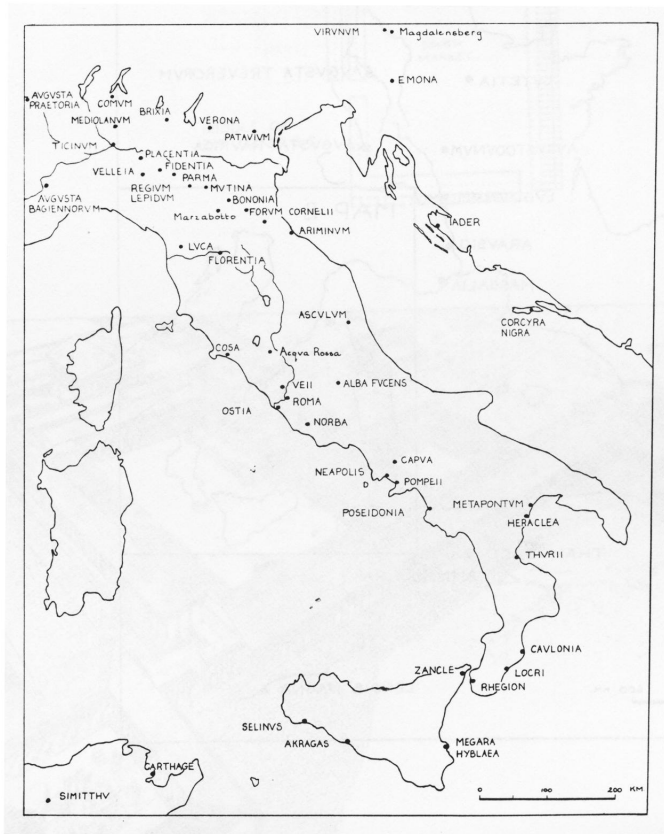 VIRVNVM
Magdalensberg
EMONA
AVGVSTA
PRAETORIA
COMVM
MEDIOLANVM
BRIXIA
VERONA
PATAVIVM
TICINVM
PLACENTIA
FIDENTIA
VELLEIA
PARMA
REGIVM
LEPIDVM
MVTINA
BONONIA
AVGVSTA
BAGIENNORVM
Marzabotto
FORVM CORNELII
ARIMINVM
IADER
LVCA
FLORENTIA
ASCVLVM
CORCYRA
NIGRA
COSA
Acqva Rossa
VEII
ALBA FVCENS
ROMA
OSTIA
NORBA
CAPVA
NEAPOLIS
POMPEII
POSEIDONIA
METAPONTVM
HERACLEA
THVRII
CAVLONIA
ZANCLE
LOCRI
RHEGION
SELINVS
AKRAGAS
MEGARA
HYBLAEA
CARTHAGE
SIMITTHV
0 100 200 KM